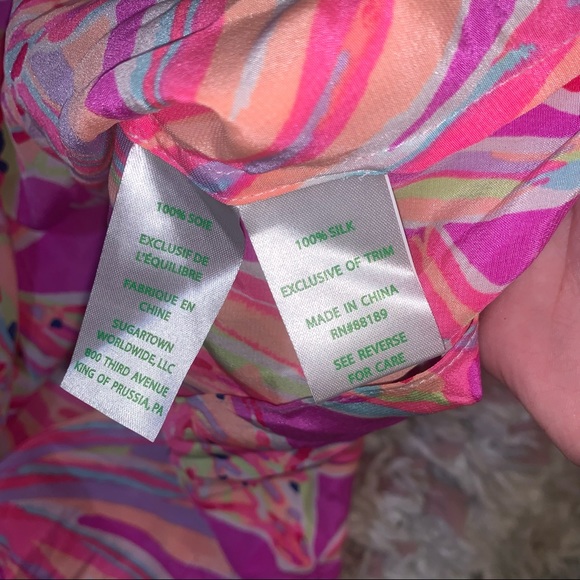 100% SOIE
EXCLUSIF DE
L'ÉQUILIBRE
FABRIQUE EN
CHINE
SUGARTOWN
WORLDWIDE, LLC
800 THIRD AVENUE
KING OF PRUSSIA, PA
100% SILK
EXCLUSIVE OF TRIM
MADE IN CHINA
RN#88189
SEE REVERSE
FOR CARE